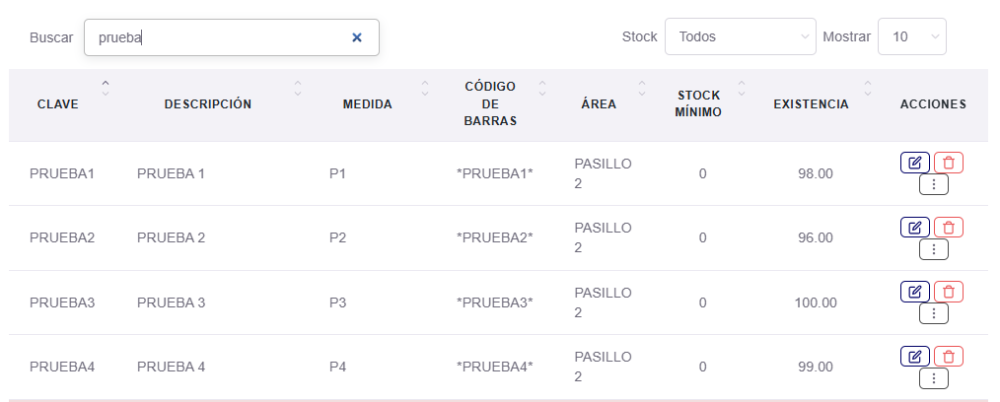 Buscar prueba Stock Todos Mostrar 10
CLAVE DESCRIPCIÓN MEDIDA CÓDIGO DE BARRAS ÁREA STOCK MÍNIMO EXISTENCIA ACCIONES
PRUEBA1 PRUEBA 1 P1 *PRUEBA1* PASILLO 2 0 98.00
PRUEBA2 PRUEBA 2 P2 *PRUEBA2* PASILLO 2 0 96.00
PRUEBA3 PRUEBA 3 P3 *PRUEBA3* PASILLO 2 0 100.00
PRUEBA4 PRUEBA 4 P4 *PRUEBA4* PASILLO 2 0 99.00